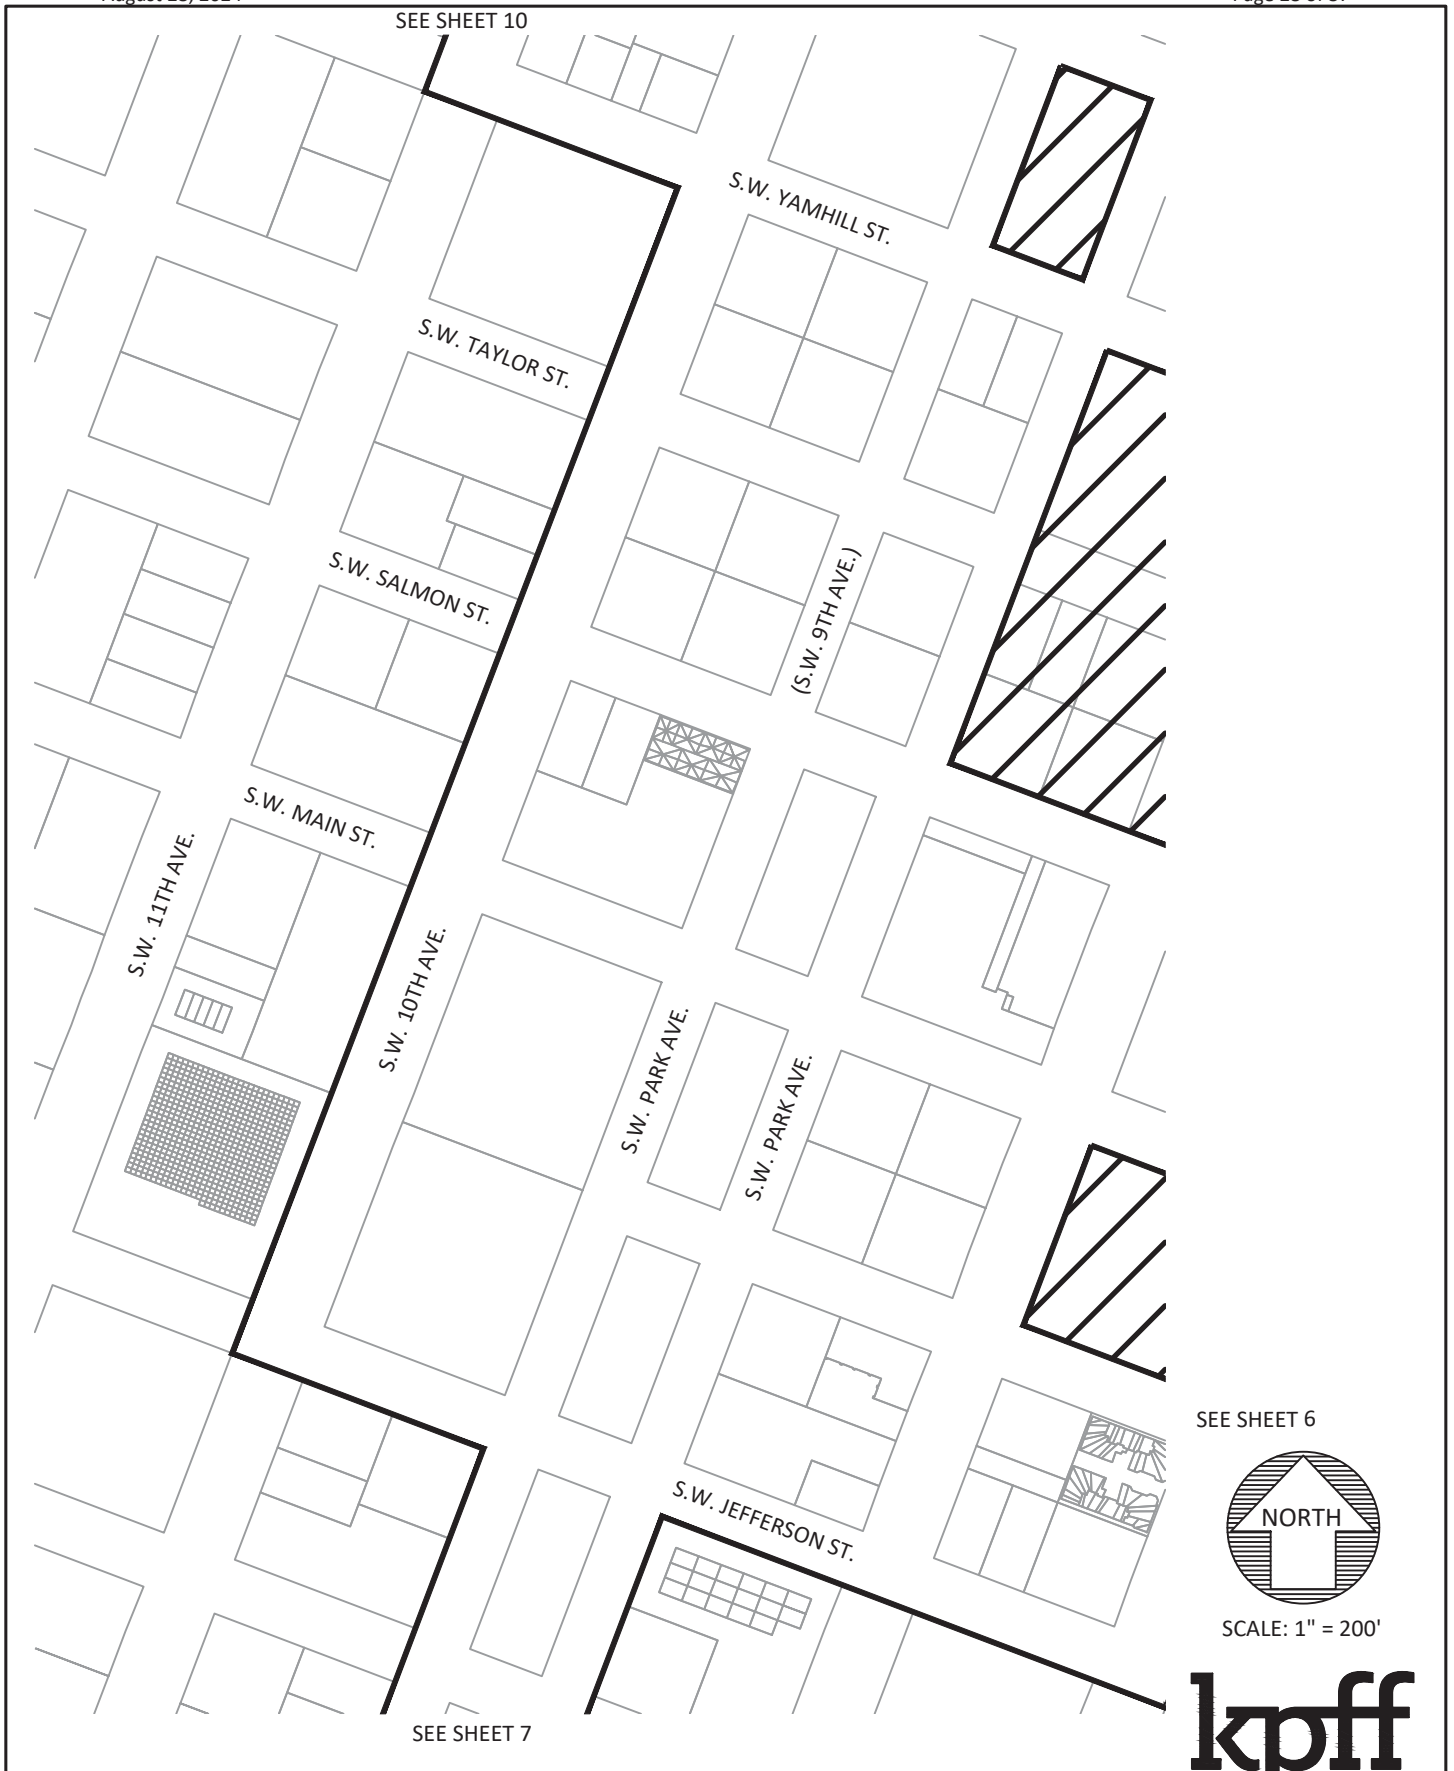 SEE SHEET 10
S.W. YAMHILL ST.
S.W. TAYLOR ST.
S.W. SALMON ST.
(S.W. 9TH AVE.)
S.W. MAIN ST.
S.W. 11TH AVE.
S.W. 10TH AVE.
S.W. PARK AVE.
S.W. PARK AVE.
SEE SHEET 6
S.W. JEFFERSON ST.
NORTH
SCALE: 1" = 200'
kpff
SEE SHEET 7